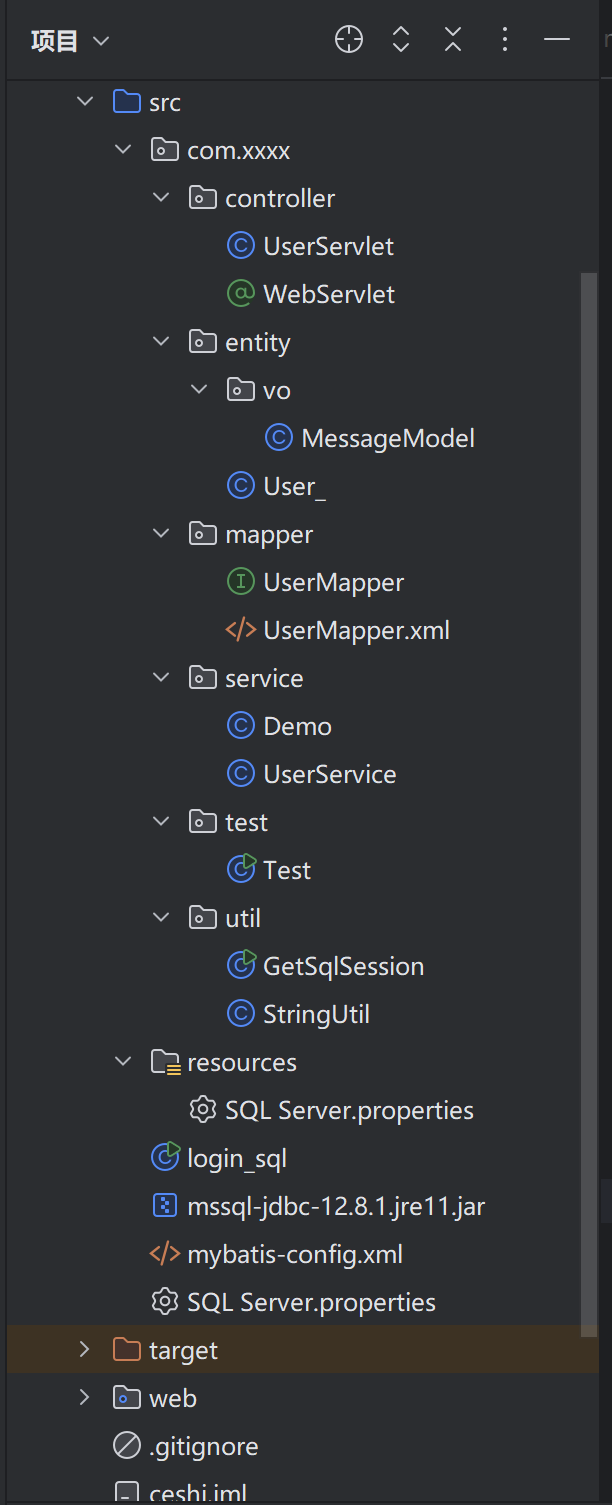 项目
src
com.xxxx
controller
UserServlet
WebServlet
entity
vo
MessageModel
User_
mapper
UserMapper
UserMapper.xml
service
Demo
UserService
test
Test
util
GetSqlSession
StringUtil
resources
SQL Server.properties
login_sql
mssql-jdbc-12.8.1.jre11.jar
mybatis-config.xml
SQL Server.properties
target
web
.gitignore
ceshi.iml